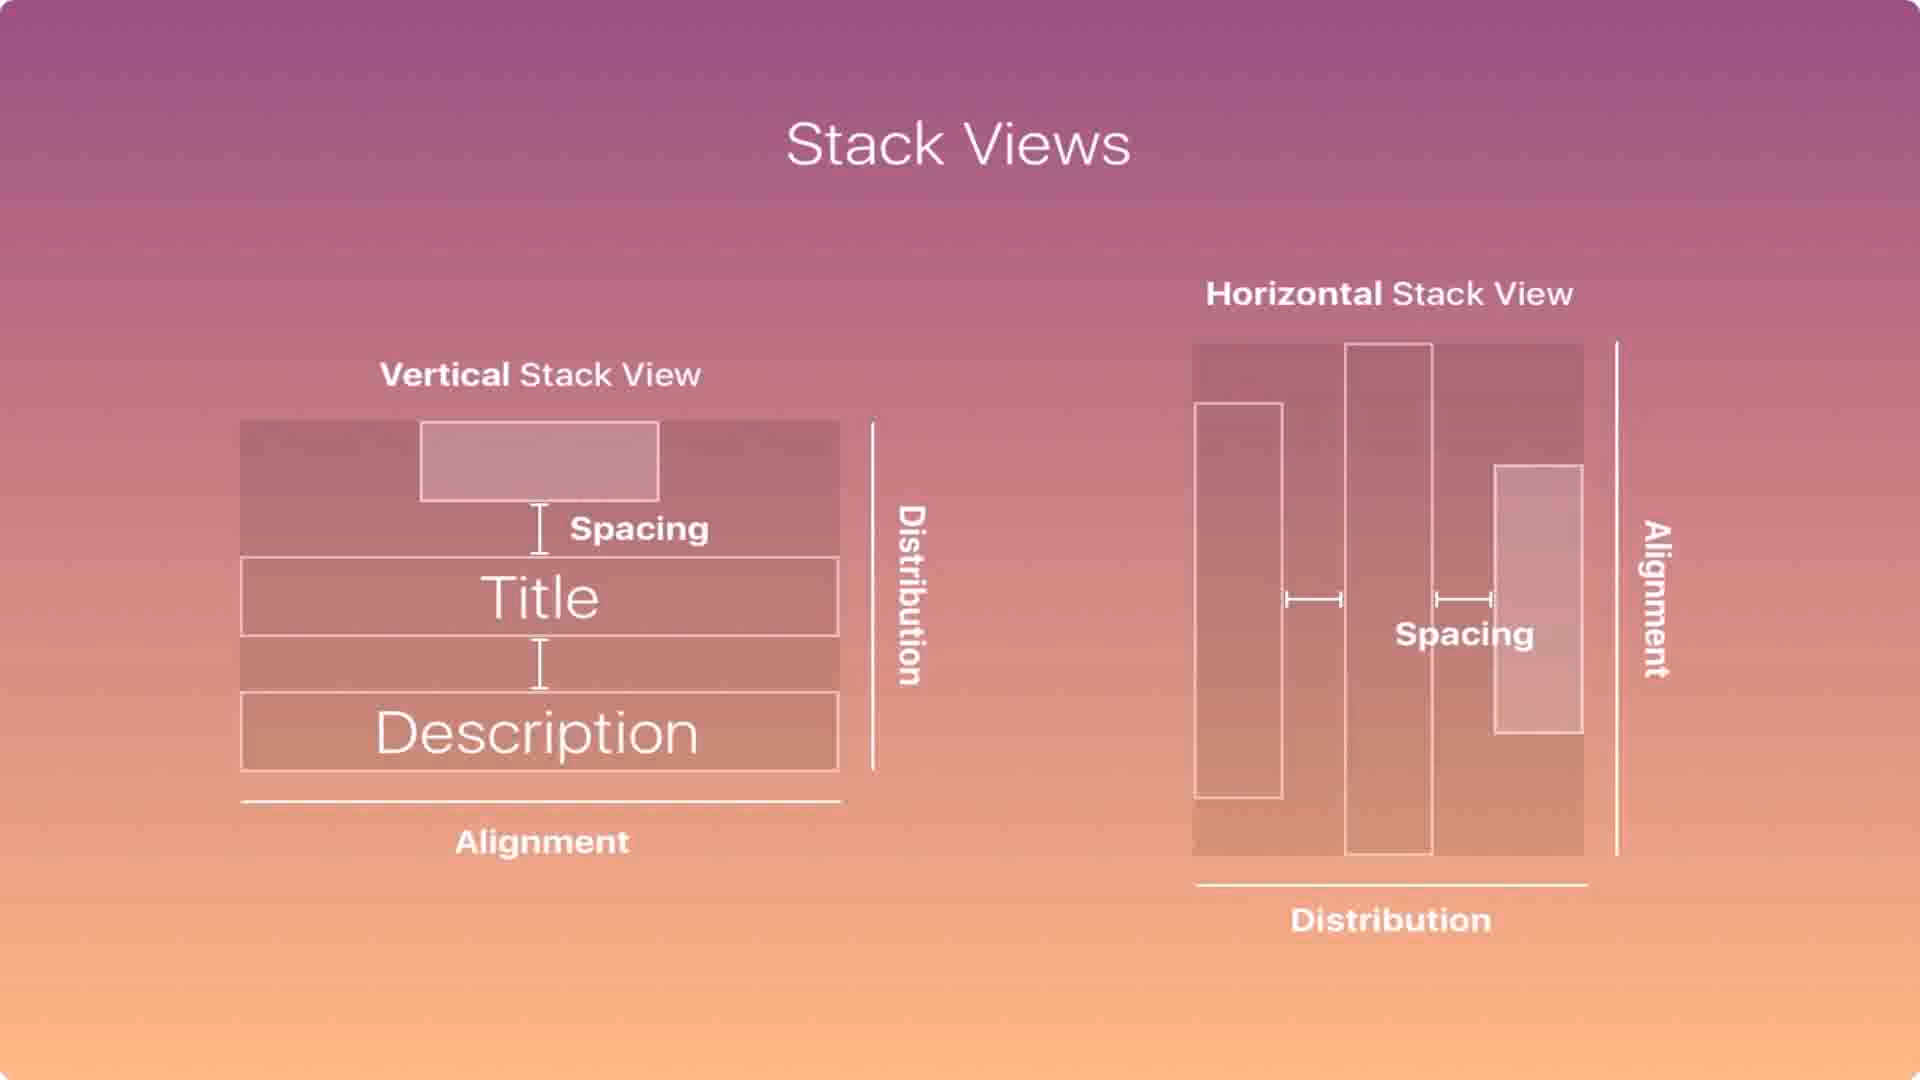 Stack Views
Vertical Stack View
Spacing
Title
Description
Distribution
Alignment
Horizontal Stack View
Spacing
Alignment
Distribution